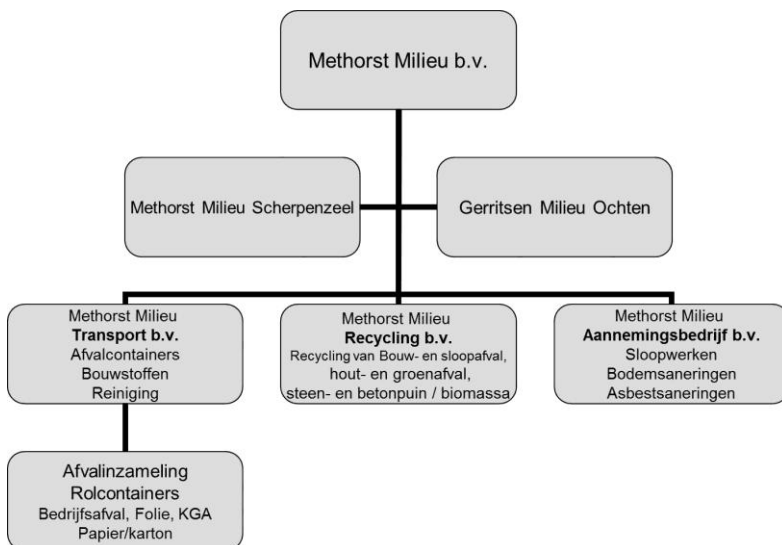 Methorst Milieu b.v.
Methorst Milieu Scherpenzeel
Gerritsen Milieu Ochten
Methorst Milieu
Transport b.v.
Afvalcontainers
Bouwstoffen
Reiniging
Methorst Milieu
Recycling b.v.
Recycling van Bouw- en sloopafval,
hout- en groenafval,
steen- en betonpuin / biomassa
Methorst Milieu
Aannemingsbedrijf b.v.
Sloopwerken
Bodemsaneringen
Asbestsaneringen
Afvalinzameling
Rolcontainers
Bedrijfsafval, Folie, KGA
Papier/karton